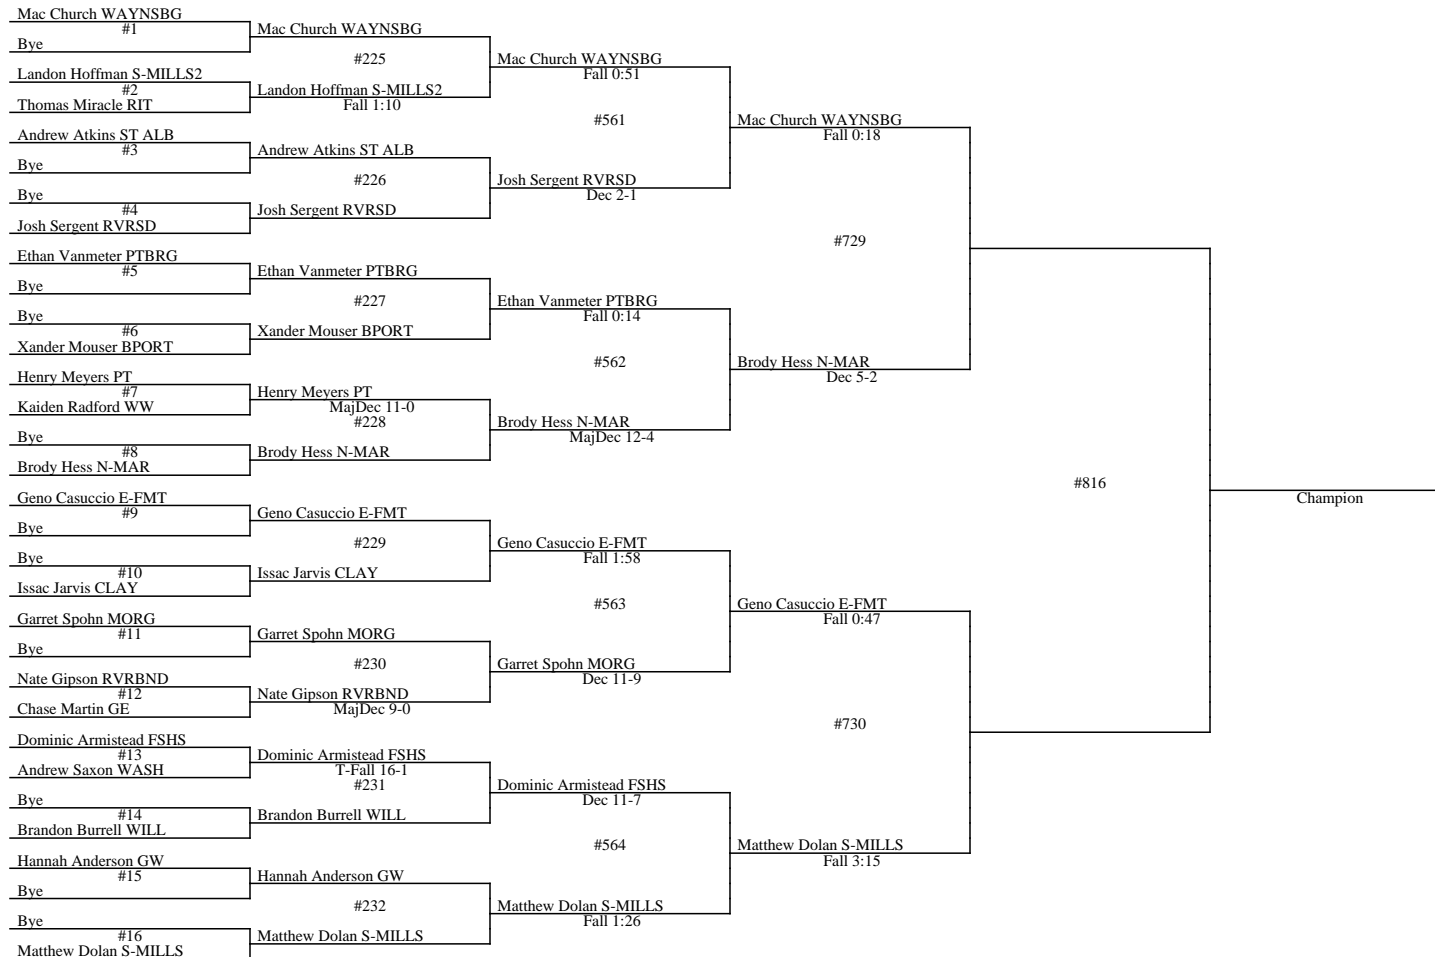 Mac Church WAYNSBG
#1
Bye
Landon Hoffman S-MILLS2
#2
Thomas Miracle RIT
Andrew Atkins ST ALB
#3
Bye
Bye
#4
Josh Sergent RVRSD
Ethan Vanmeter PTBRG
#5
Bye
Bye
#6
Xander Mouser BPORT
Henry Meyers PT
#7
Kaiden Radford WW
Bye
#8
Brody Hess N-MAR
Geno Casuccio E-FMT
#9
Bye
Bye
#10
Issac Jarvis CLAY
Garret Spohn MORG
#11
Bye
Nate Gipson RVRBND
#12
Chase Martin GE
Dominic Armistead FSHS
#13
Andrew Saxon WASH
Bye
#14
Brandon Burrell WILL
Hannah Anderson GW
#15
Bye
Bye
#16
Matthew Dolan S-MILLS
Mac Church WAYNSBG
#225
Landon Hoffman S-MILLS2
Fall 1:10
Andrew Atkins ST ALB
#226
Josh Sergent RVRSD
Ethan Vanmeter PTBRG
#227
Xander Mouser BPORT
Henry Meyers PT
MajDec 11-0
#228
Brody Hess N-MAR
Geno Casuccio E-FMT
#229
Issac Jarvis CLAY
Garret Spohn MORG
#230
Nate Gipson RVRBND
MajDec 9-0
Dominic Armistead FSHS
T-Fall 16-1
#231
Brandon Burrell WILL
Hannah Anderson GW
#232
Matthew Dolan S-MILLS
Mac Church WAYNSBG
Fall 0:51
#561
Josh Sergent RVRSD
Dec 2-1
Ethan Vanmeter PTBRG
Fall 0:14
#562
Brody Hess N-MAR
MajDec 12-4
Geno Casuccio E-FMT
Fall 1:58
#563
Garret Spohn MORG
Dec 11-9
Dominic Armistead FSHS
Dec 11-7
#564
Matthew Dolan S-MILLS
Fall 1:26
Mac Church WAYNSBG
Fall 0:18
#729
Brody Hess N-MAR
Dec 5-2
Geno Casuccio E-FMT
Fall 0:47
#730
Matthew Dolan S-MILLS
Fall 3:15
#816
Champion